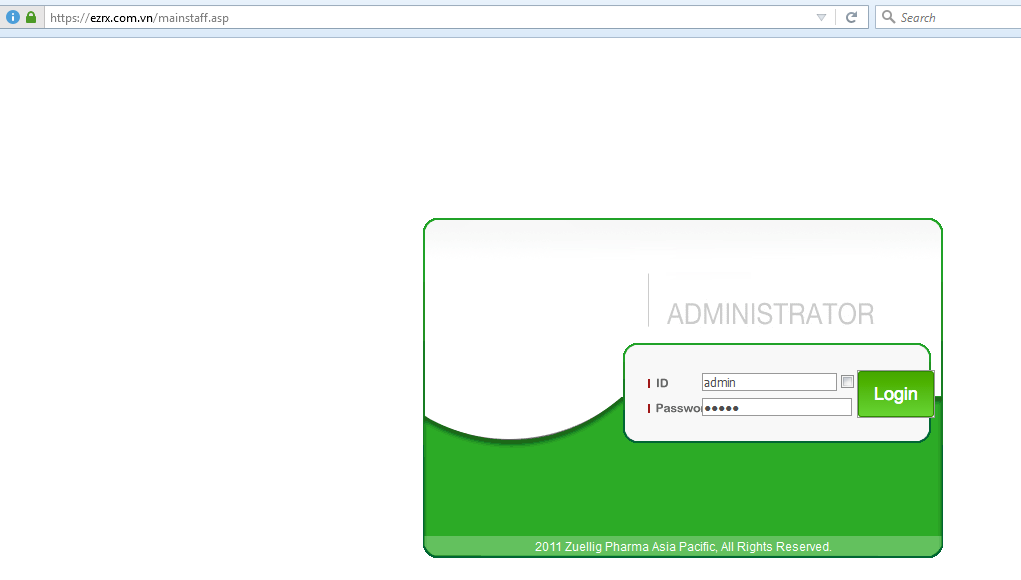 https://ezrx.com.vn/mainstaff.asp
Search
ADMINISTRATOR
ID
admin
Login
Passwo
2011 Zuellig Pharma Asia Pacific, All Rights Reserved.